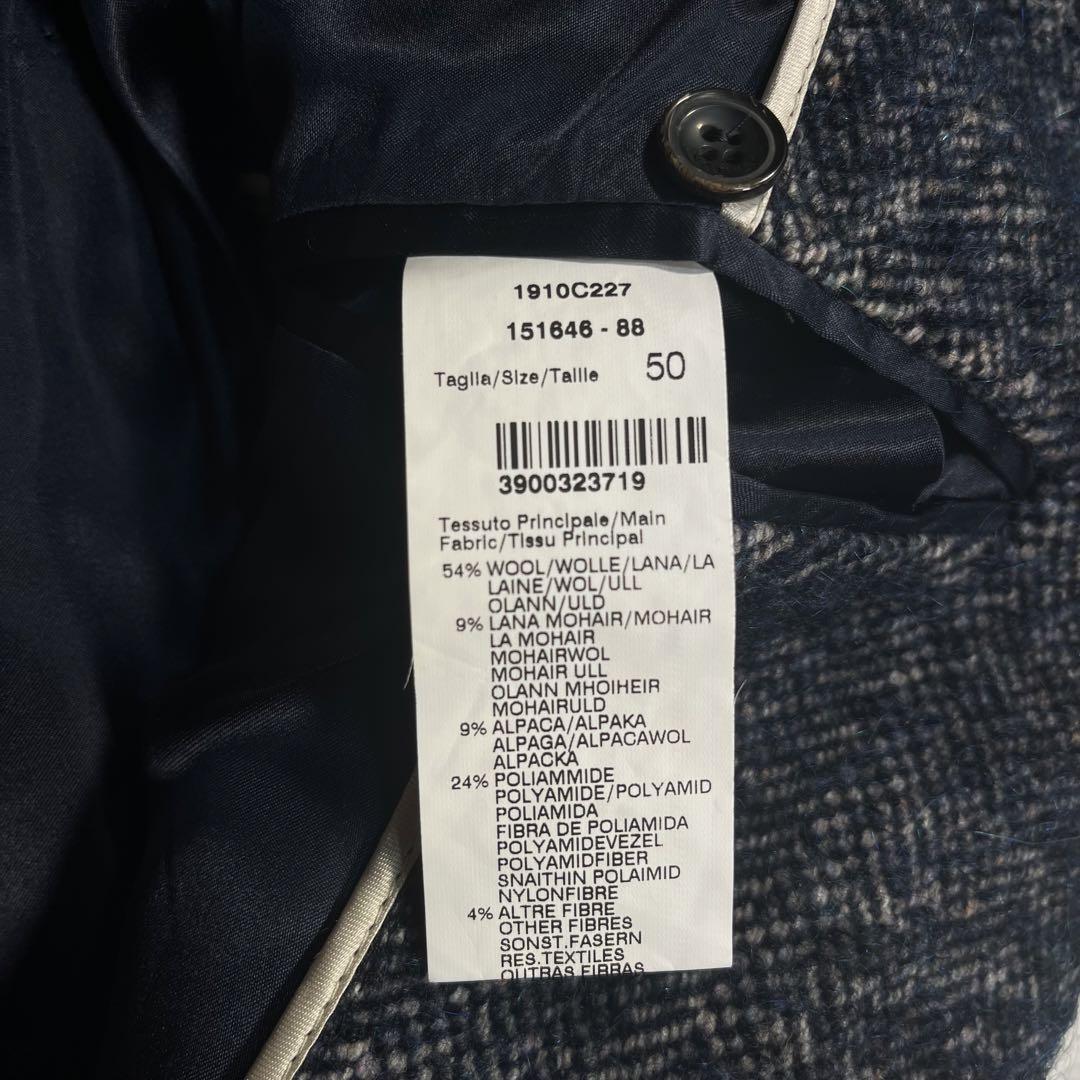 1910C227
151646 - 88
Taglia/Size/Taille 50
3900323719
Tessuto Principale/Main
Fabric/Tissu Principal
54% WOOL/WOLLE/LANA/LA
LAINE/WOL/ULL
OLANN/ULD
9% LANA MOHAIR/MOHAIR
LA MOHAIR
MOHAIRWOL
MOHAIR ULL
OLANN MHOIHEIR
MOHAIRULD
9% ALPACA/ALPAKA
ALPAGA/ALPACAWOL
ALPACKA
24% POLIAMMIDE
POLYAMIDE/POLYAMID
POLIAMIDA
FIBRA DE POLIAMIDA
POLYAMIDEVEZEL
POLYAMIDFIBER
SNAITHIN POLAIMID
NYLONFIBRE
4% ALTRE FIBRE
OTHER FIBRES
SONST.FASERN
RES.TEXTILES
OUTRAS FIBRAS